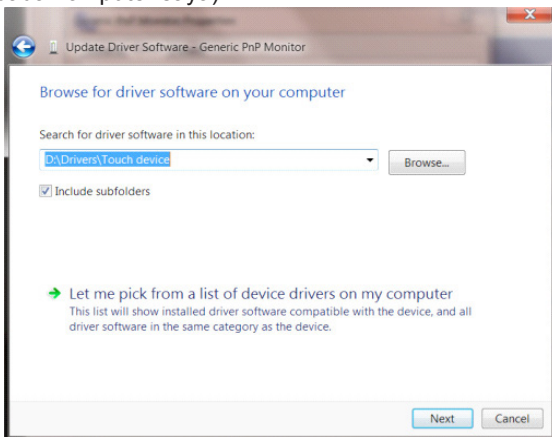 Update Driver Software - Generic PnP Monitor
Browse for driver software on your computer
Search for driver software in this location:
D:\Drivers\Touch device
Browse...
Include subfolders
Let me pick from a list of device drivers on my computer
This list will show installed driver software compatible with the device, and all
driver software in the same category as the device.
Next
Cancel